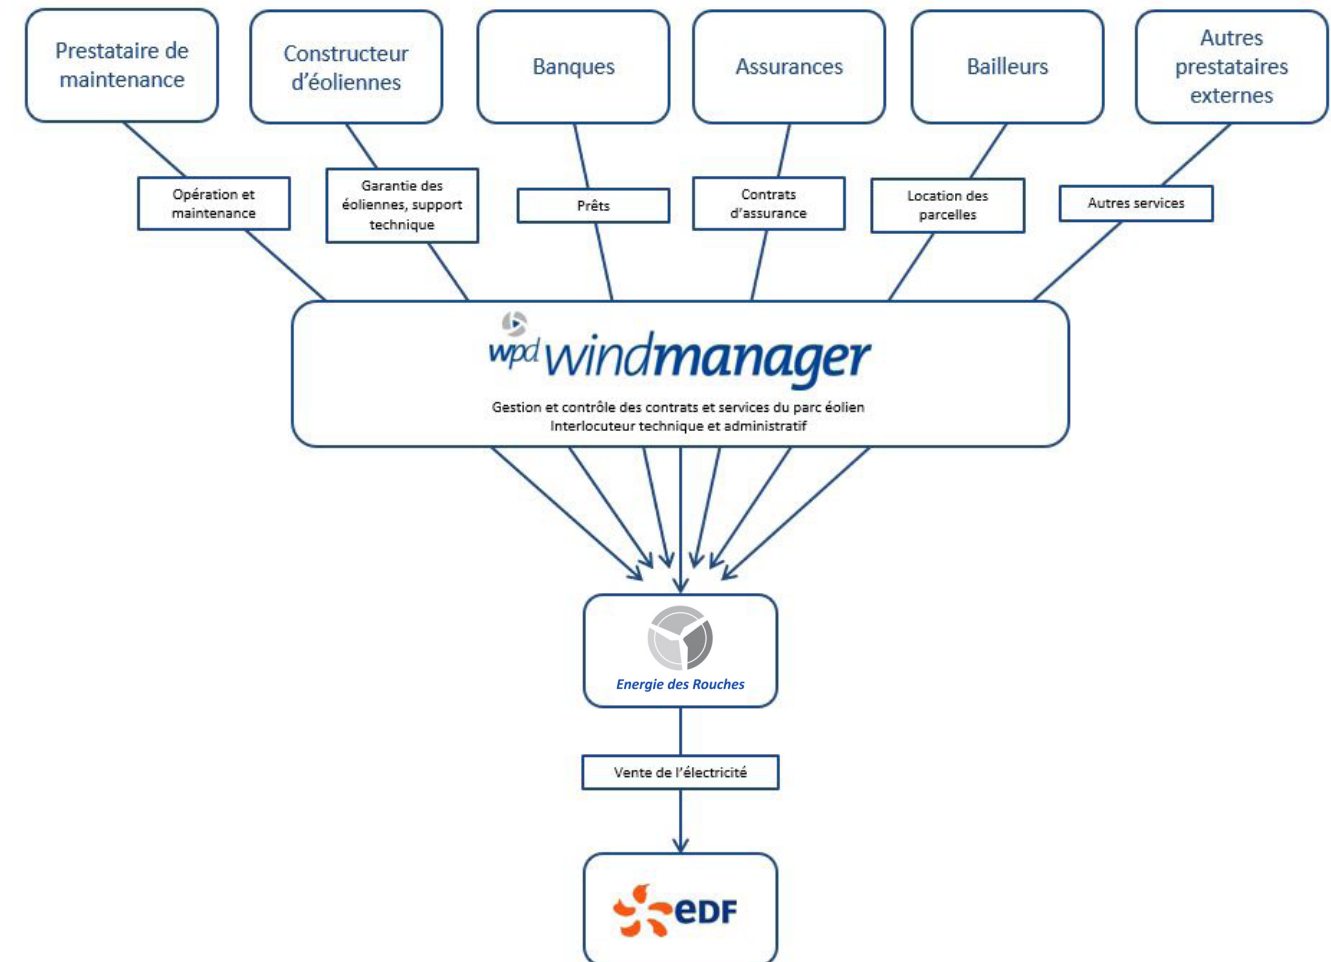 Prestataire de
maintenance
Constructeur
d'éoliennes
Banques
Assurances
Bailleurs
Autres
prestataires
externes
Opération et
maintenance
Garantie des
éoliennes, support
technique
Prêts
Contrats
d'assurance
Location des
parcelles
Autres services
wpd windmanager
Gestion et contrôle des contrats et services du parc éolien
Interlocuteur technique et administratif
Energie des Rouches
Vente de l'électricité
eDF